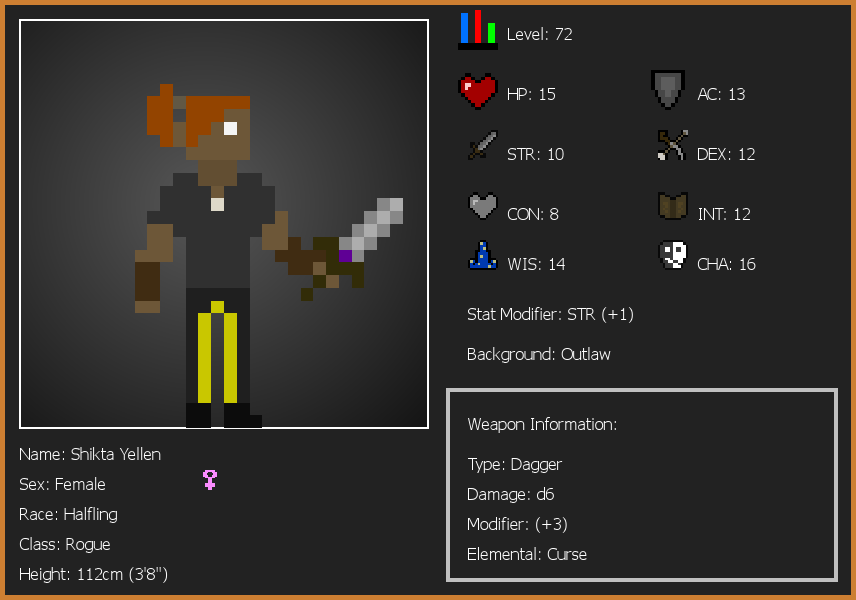 Level: 72
HP: 15
AC: 13
STR: 10
DEX: 12
CON: 8
INT: 12
WIS: 14
CHA: 16
Stat Modifier: STR (+1)
Background: Outlaw
Weapon Information:
Type: Dagger
Damage: d6
Modifier: (+3)
Elemental: Curse
Name: Shikta Yellen
Sex: Female
Race: Halfling
Class: Rogue
Height: 112cm (3'8")